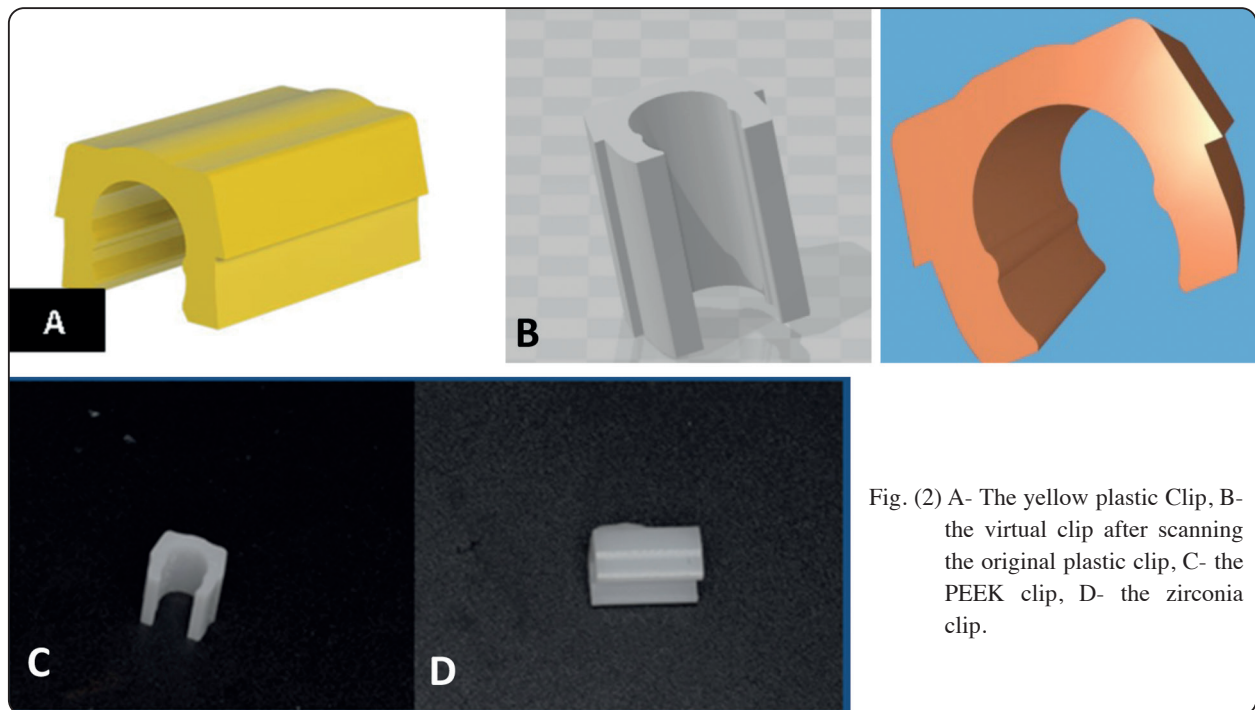 A
B
C
D
Fig. (2) A- The yellow plastic Clip, B-
the virtual clip after scanning
the original plastic clip, C- the
PEEK clip, D- the zirconia
clip.